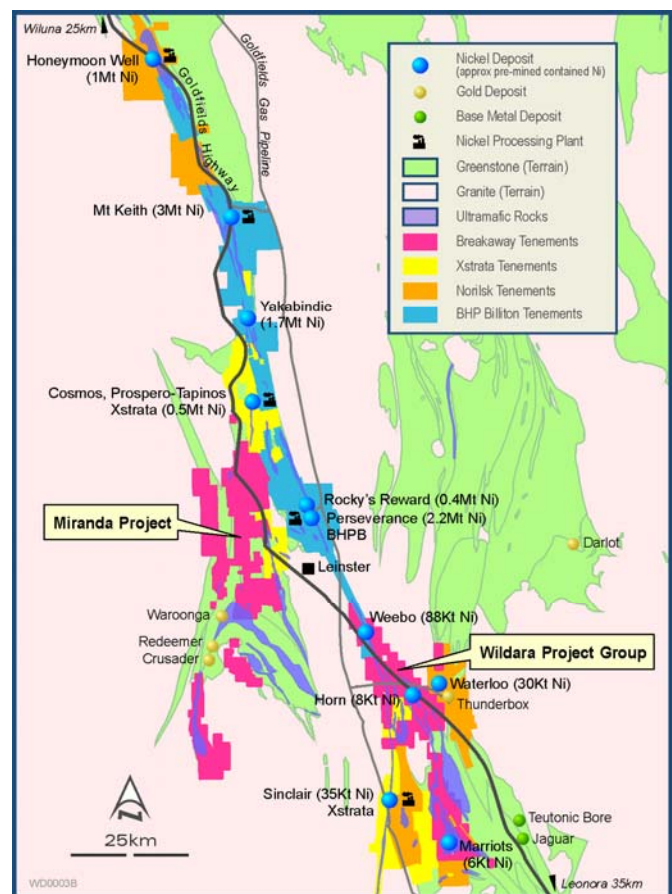 Wiluna 25km
Honeymoon Well
(1Mt Ni)
Goldfields Highway
Goldfields Gas Pipeline
Nickel Deposit
(approx pre-mined contained Ni)
Gold Deposit
Base Metal Deposit
Nickel Processing Plant
Greenstone (Terrain)
Granite (Terrain)
Ultramafic Rocks
Breakaway Tenements
Xstrata Tenements
Norilsk Tenements
BHP Billiton Tenements
Mt Keith (3Mt Ni)
Yakabindic
(1.7Mt Ni)
Cosmos, Prospero-Tapinos
Xstrata (0.5Mt Ni)
Rocky's Reward (0.4Mt Ni)
Perseverance (2.2Mt Ni)
BHPB
Miranda Project
Leinster
Darlot
Waroonga
Weebo (88Kt Ni)
Redeemer
Crusader
Wildara Project Group
Waterloo (30Kt Ni)
Horn (8Kt Ni)
Thunderbox
Sinclair (35Kt Ni)
Xstrata
Teutonic Bore
Jaguar
Marriots
(6Kt Ni)
25km
WD0003B
Leonora 35km